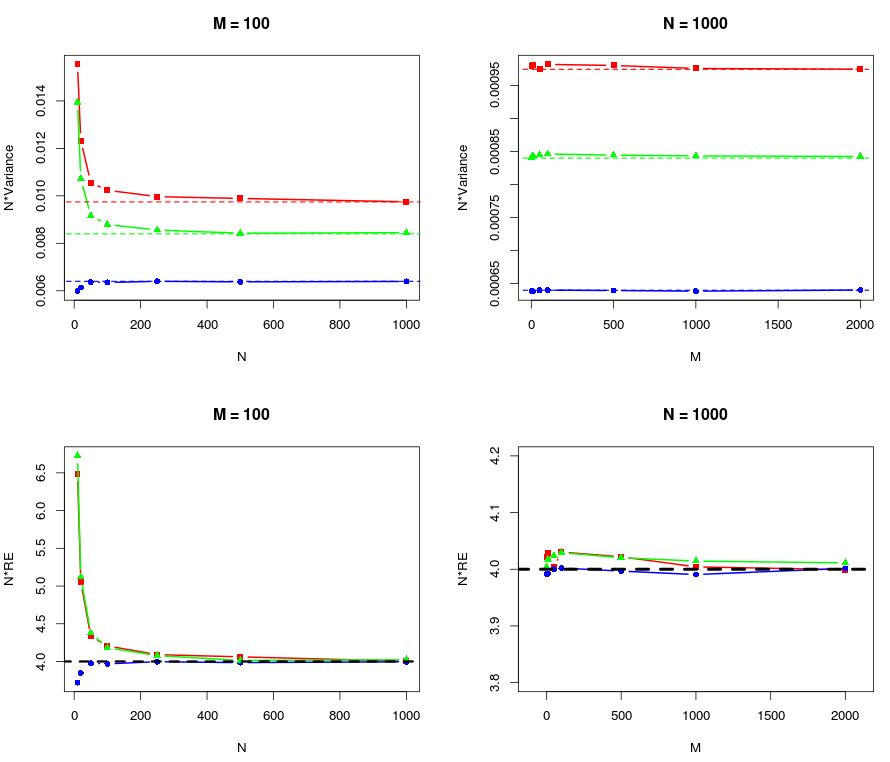 M = 100
N*Variance
0.014
0.012
0.010
0.008
0.006
0 200 400 600 800 1000
N
N = 1000
N*Variance
0.00095
0.00085
0.00075
0.00065
0 500 1000 1500 2000
M
M = 100
N*RE
6.5
6.0
5.5
5.0
4.5
4.0
0 200 400 600 800 1000
N
N = 1000
N*RE
4.2
4.1
4.0
3.9
3.8
0 500 1000 1500 2000
M